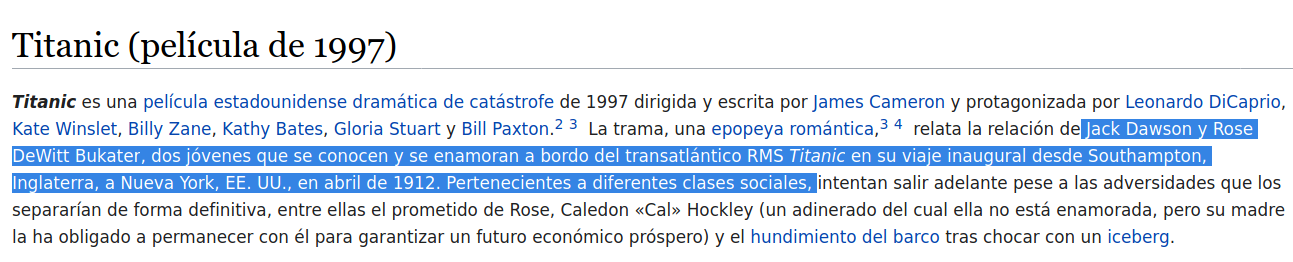 Titanic (película de 1997)
Titanic es una película estadounidense dramática de catástrofe de 1997 dirigida y escrita por James Cameron y protagonizada por Leonardo DiCaprio,
Kate Winslet, Billy Zane, Kathy Bates, Gloria Stuart y Bill Paxton.2 3 La trama, una epopeya romántica,3 4 relata la relación de Jack Dawson y Rose
DeWitt Bukater, dos jóvenes que se conocen y se enamoran a bordo del transatlántico RMS Titanic en su viaje inaugural desde Southampton,
Inglaterra, a Nueva York, EE. UU., en abril de 1912. Pertenecientes a diferentes clases sociales, intentan salir adelante pese a las adversidades que los
separarían de forma definitiva, entre ellas el prometido de Rose, Caledon «Cal» Hockley (un adinerado del cual ella no está enamorada, pero su madre
la ha obligado a permanecer con él para garantizar un futuro económico próspero) y el hundimiento del barco tras chocar con un iceberg.